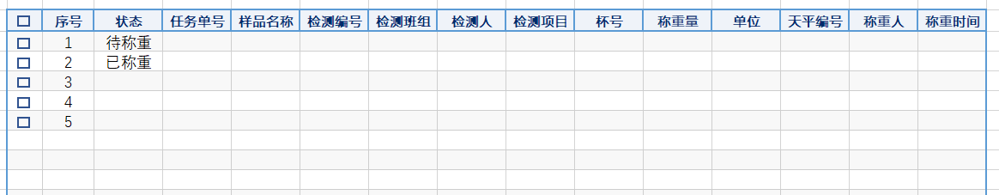 序号 状态 任务单号 样品名称 检测编号 检测班组 检测人 检测项目 杯号 称重量 单位 天平编号 称重人 称重时间
1 待称重
2 已称重
3
4
5